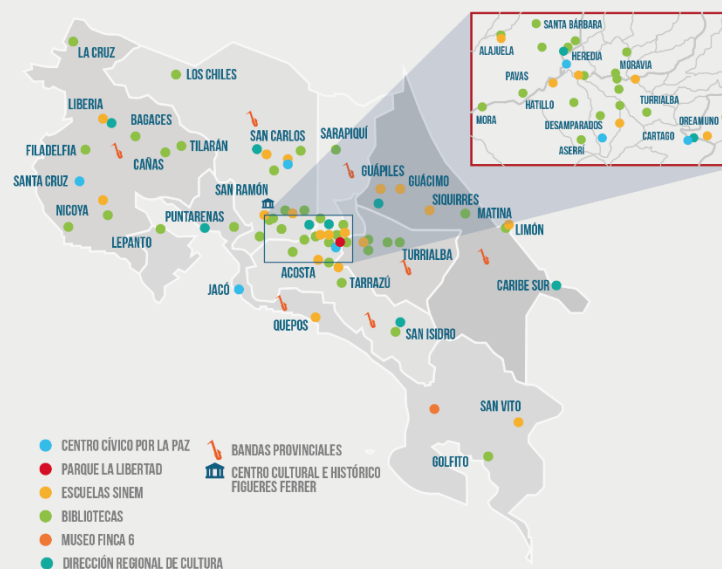 SANTA BÁRBARA
ALAJUELA
HEREDIA
MORAVIA
PAVAS
HATILLO
TURRIALBA
MORA
DESAMPARADOS
OREAMUNO
CARTAGO
ASERRÍ
LA CRUZ
LOS CHILES
LIBERIA
BAGACES
SAN CARLOS
SARAPIQUÍ
FILADELFIA
CAÑAS
TILARÁN
GUÁPILES
GUÁCIMO
SANTA CRUZ
SAN RAMÓN
SIQUIRRES
NICOYA
PUNTARENAS
MATINA
LIMÓN
LEPANTO
TURRIALBA
ACOSTA
TARRAZÚ
CARIBE SUR
JACÓ
QUEPOS
SAN ISIDRO
SAN VITO
GOLFITO
CENTRO CÍVICO POR LA PAZ
PARQUE LA LIBERTAD
ESCUELAS SINEM
BIBLIOTECAS
MUSEO FINCA 6
DIRECCIÓN REGIONAL DE CULTURA
BANDAS PROVINCIALES
CENTRO CULTURAL E HISTÓRICO
FIGUERES FERRER